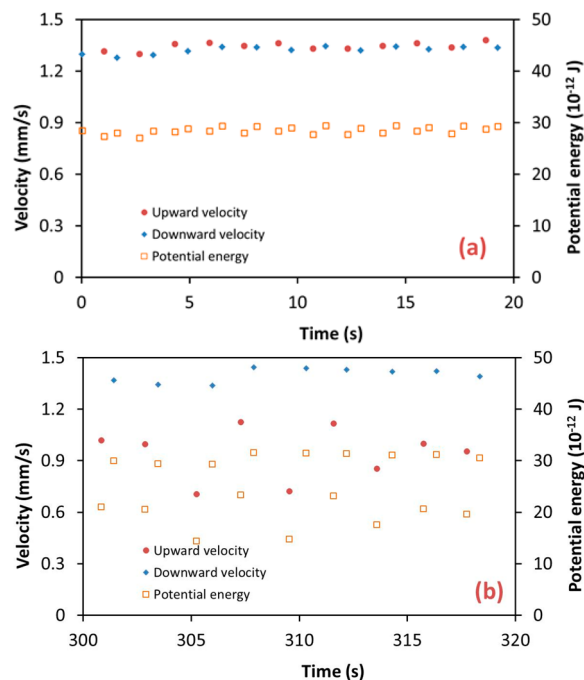 1.5
1.2
0.9
0.6
0.3
0
Velocity (mm/s)
50
40
30
20
10
0
Potential energy (10⁻¹² J)
Upward velocity
Downward velocity
Potential energy
(a)
0 5 10 15 20
Time (s)
1.5
1.2
0.9
0.6
0.3
0
Velocity (mm/s)
50
40
30
20
10
0
Potential energy (10⁻¹² J)
Upward velocity
Downward velocity
Potential energy
(b)
300 305 310 315 320
Time (s)